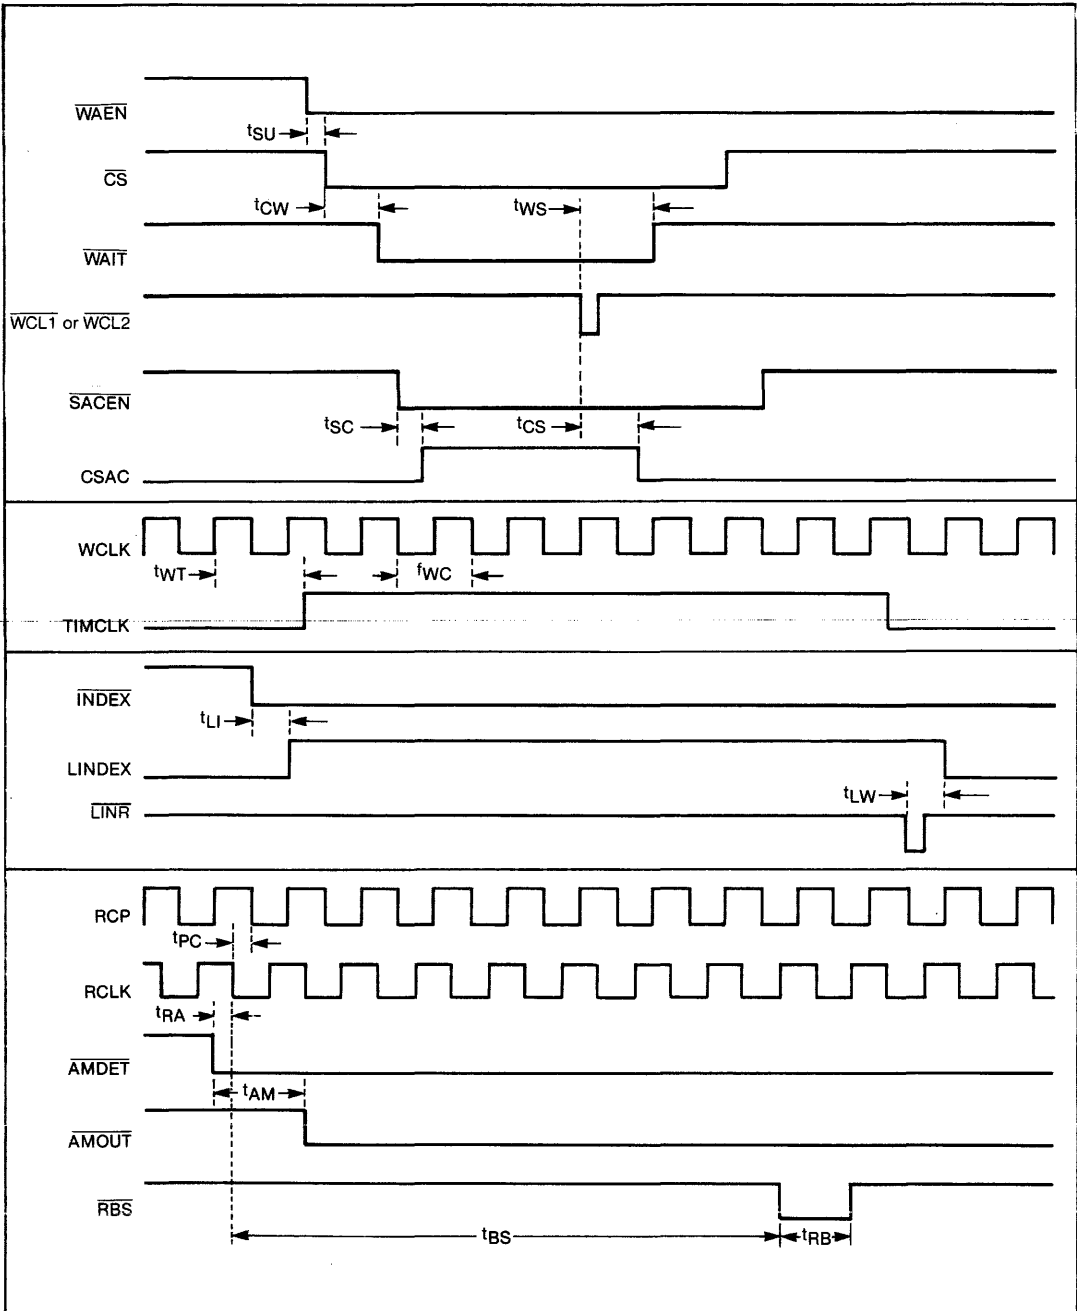 WAEN
tSU
CS
tCW
tWS
WAIT
WCL1 or WCL2
SACEN
tSC
tCS
CSAC
WCLK
tWT
fWC
TIMCLK
INDEX
tLI
LINDEX
tLW
LINR
RCP
tPC
RCLK
tRA
AMDET
tAM
AMOUT
RBS
tBS
tRB